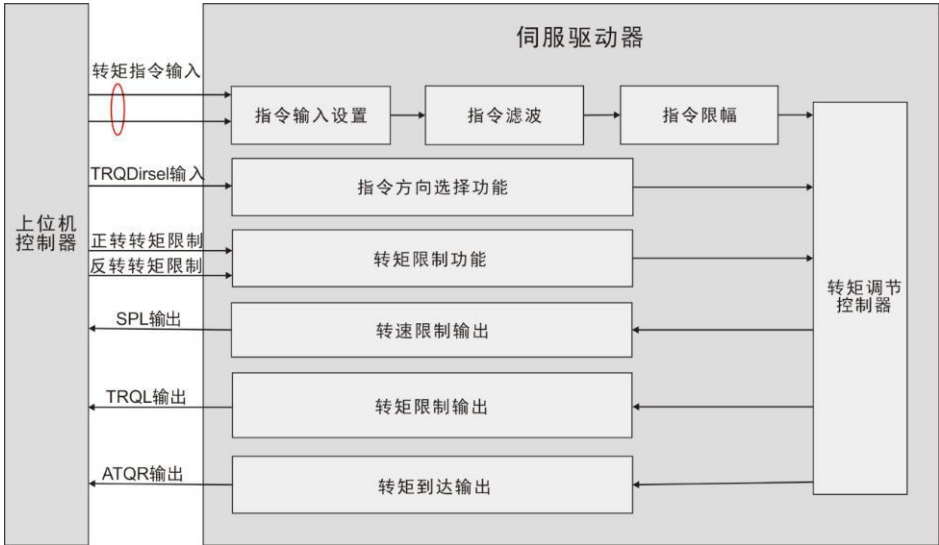 伺服驱动器
转矩指令输入
指令输入设置
指令滤波
指令限幅
TRQDirsel输入
指令方向选择功能
上位机
控制器
正转转矩限制
反转转矩限制
转矩限制功能
转矩调节
控制器
SPL输出
转速限制输出
TRQL输出
转矩限制输出
ATQR输出
转矩到达输出